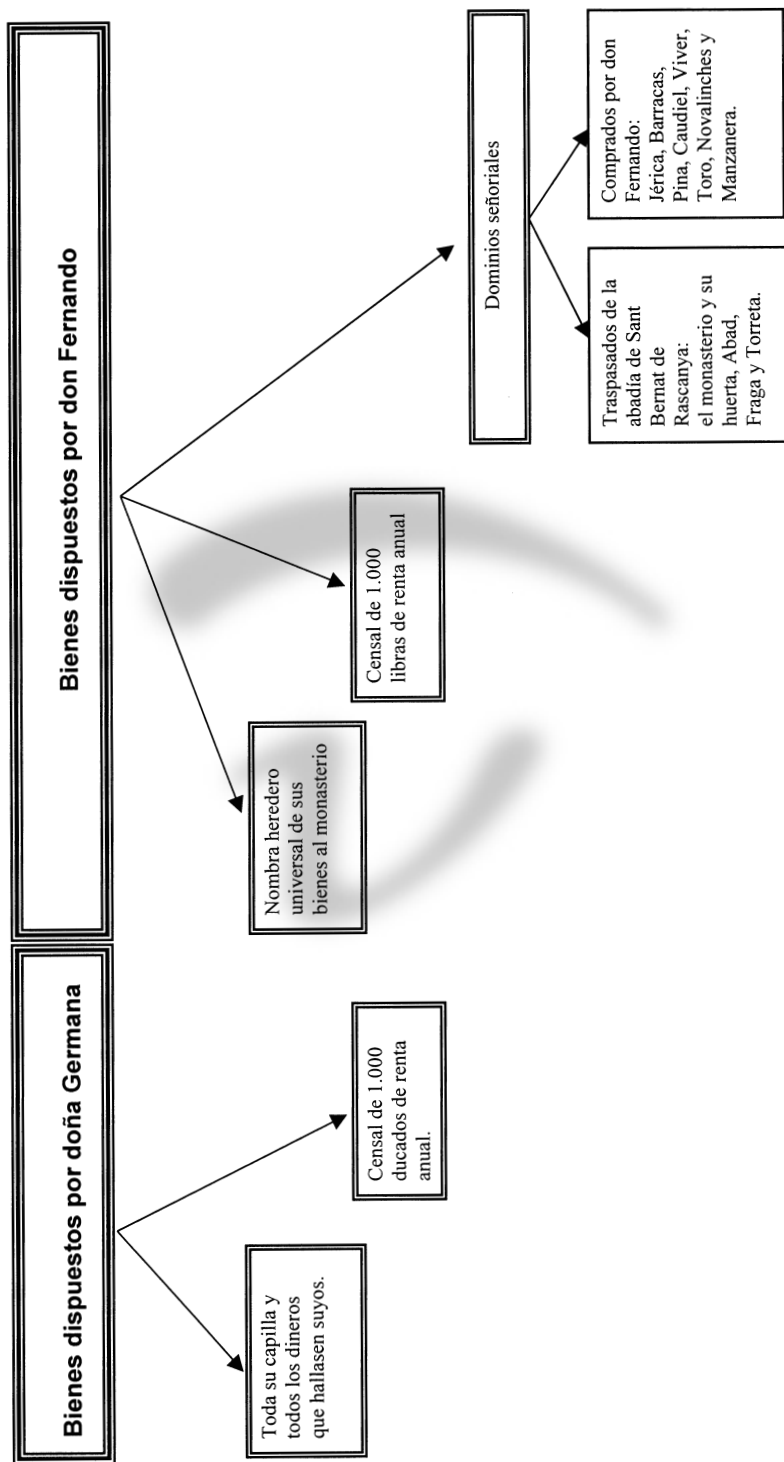 Bienes dispuestos por doña Germana
Toda su capilla y
todos los dineros
que hallasen suyos.
Censal de 1.000
ducados de renta
anual.
Bienes dispuestos por don Fernando
Nombra heredero
universal de sus
bienes al monasterio
Censal de 1.000
libras de renta anual
Dominios señoriales
Traspasados de la
abadía de Sant
Bernat de
Rascanya:
el monasterio y su
huerta, Abad,
Fraga y Torreta.
Comprados por don
Fernando:
Jérica, Barracas,
Pina, Caudiel, Viver,
Toro, Novalinches y
Manzanera.